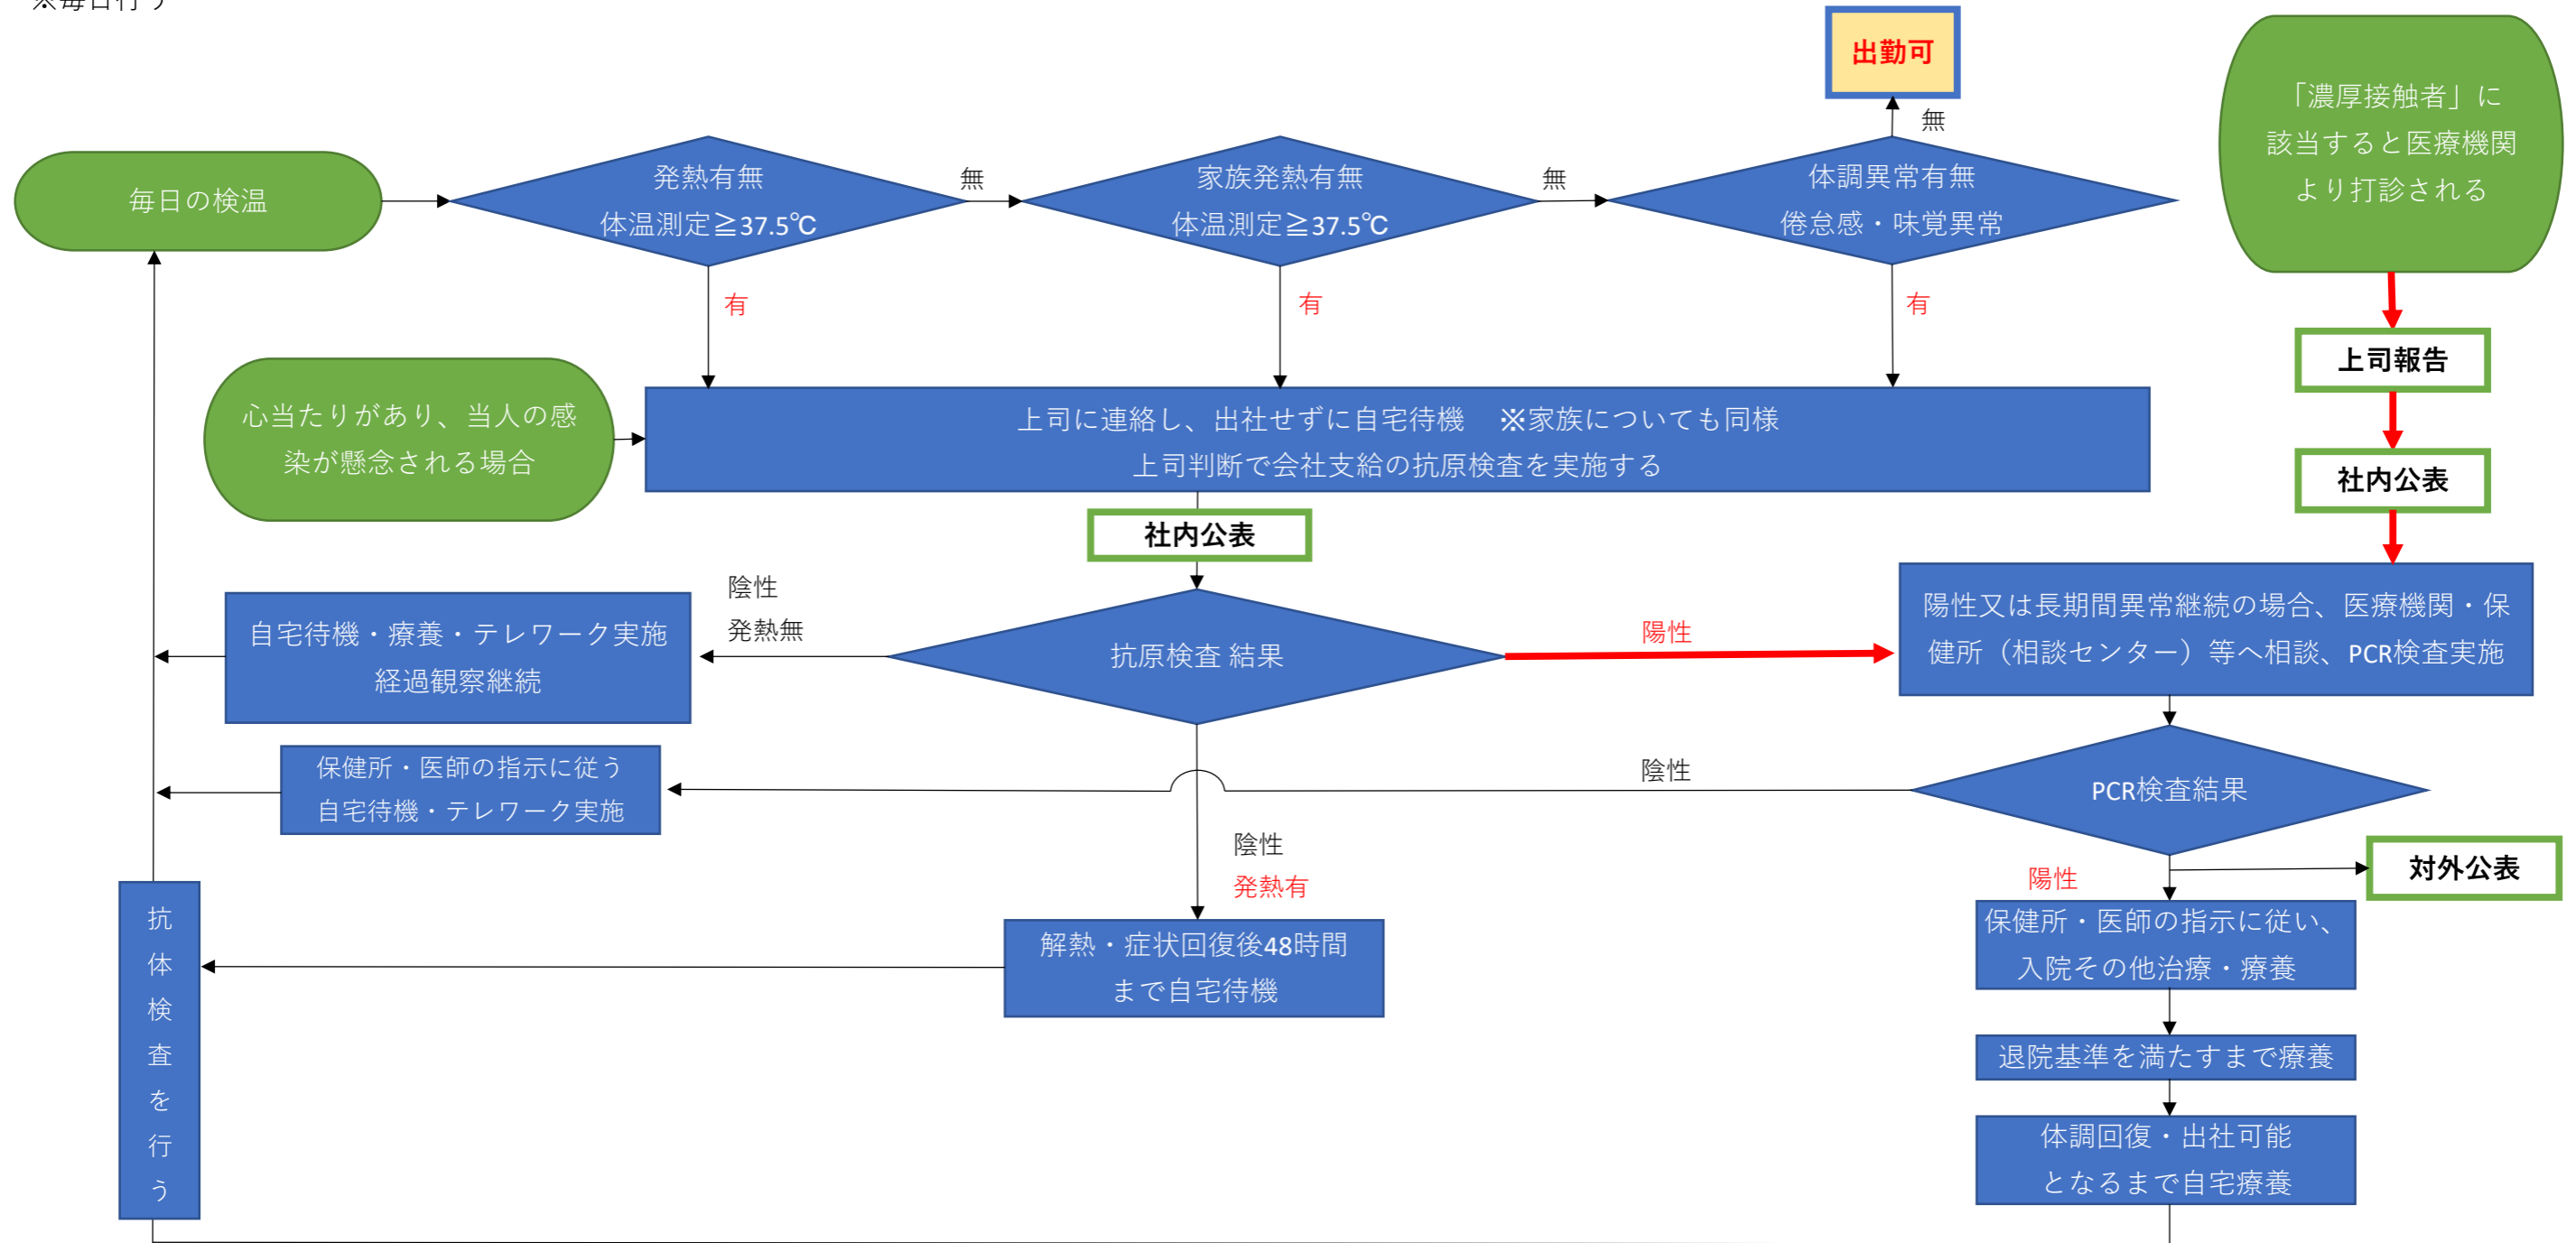 ※毎日行う
出勤可
「濃厚接触者」に
該当すると医療機関
より打診される
毎日の検温
発熱有無
体温測定≧37.5℃
無
家族発熱有無
体温測定≧37.5℃
無
体調異常有無
倦怠感・味覚異常
無
有
有
有
上司報告
社内公表
心当たりがあり、当人の感
染が懸念される場合
上司に連絡し、出社せずに自宅待機　※家族についても同様
上司判断で会社支給の抗原検査を実施する
社内公表
陰性
発熱無
自宅待機・療養・テレワーク実施
経過観察継続
抗原検査 結果
陽性
陽性又は長期間異常継続の場合、医療機関・保
健所（相談センター）等へ相談、PCR検査実施
保健所・医師の指示に従う
自宅待機・テレワーク実施
陰性
PCR検査結果
陰性
発熱有
陽性
対外公表
抗体検査を行う
解熱・症状回復後48時間
まで自宅待機
保健所・医師の指示に従い、
入院その他治療・療養
退院基準を満たすまで療養
体調回復・出社可能
となるまで自宅療養